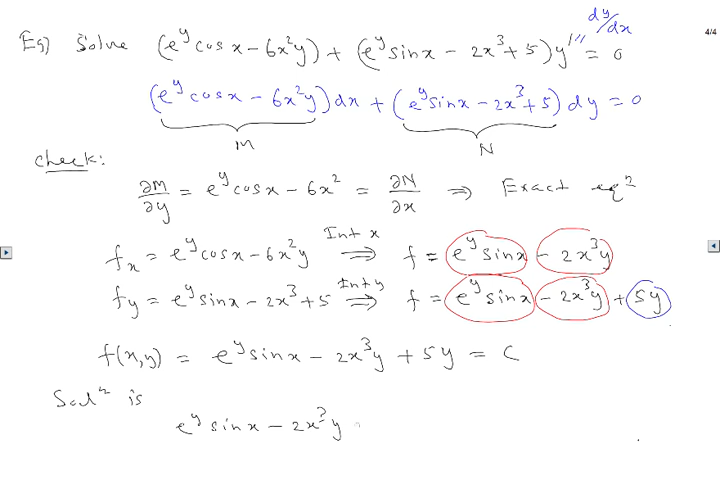 4/4
Eg) Solve (e^y cos x - 6x²y) + (e^y sin x - 2x³ + 5) y' = 0
dy/dx
(e^y cos x - 6x²y) dx + (e^y sin x - 2x³ + 5) dy = 0
M N
check:
∂M/∂y = e^y cos x - 6x² = ∂N/∂x ⇒ Exact eqⁿ
f_x = e^y cos x - 6x²y Int x ⇒ f = e^y sin x - 2x³y
f_y = e^y sin x - 2x³ + 5 Int y ⇒ f = e^y sin x - 2x³y + 5y
f(x,y) = e^y sin x - 2x³y + 5y = C
Solⁿ is
e^y sin x - 2x³y